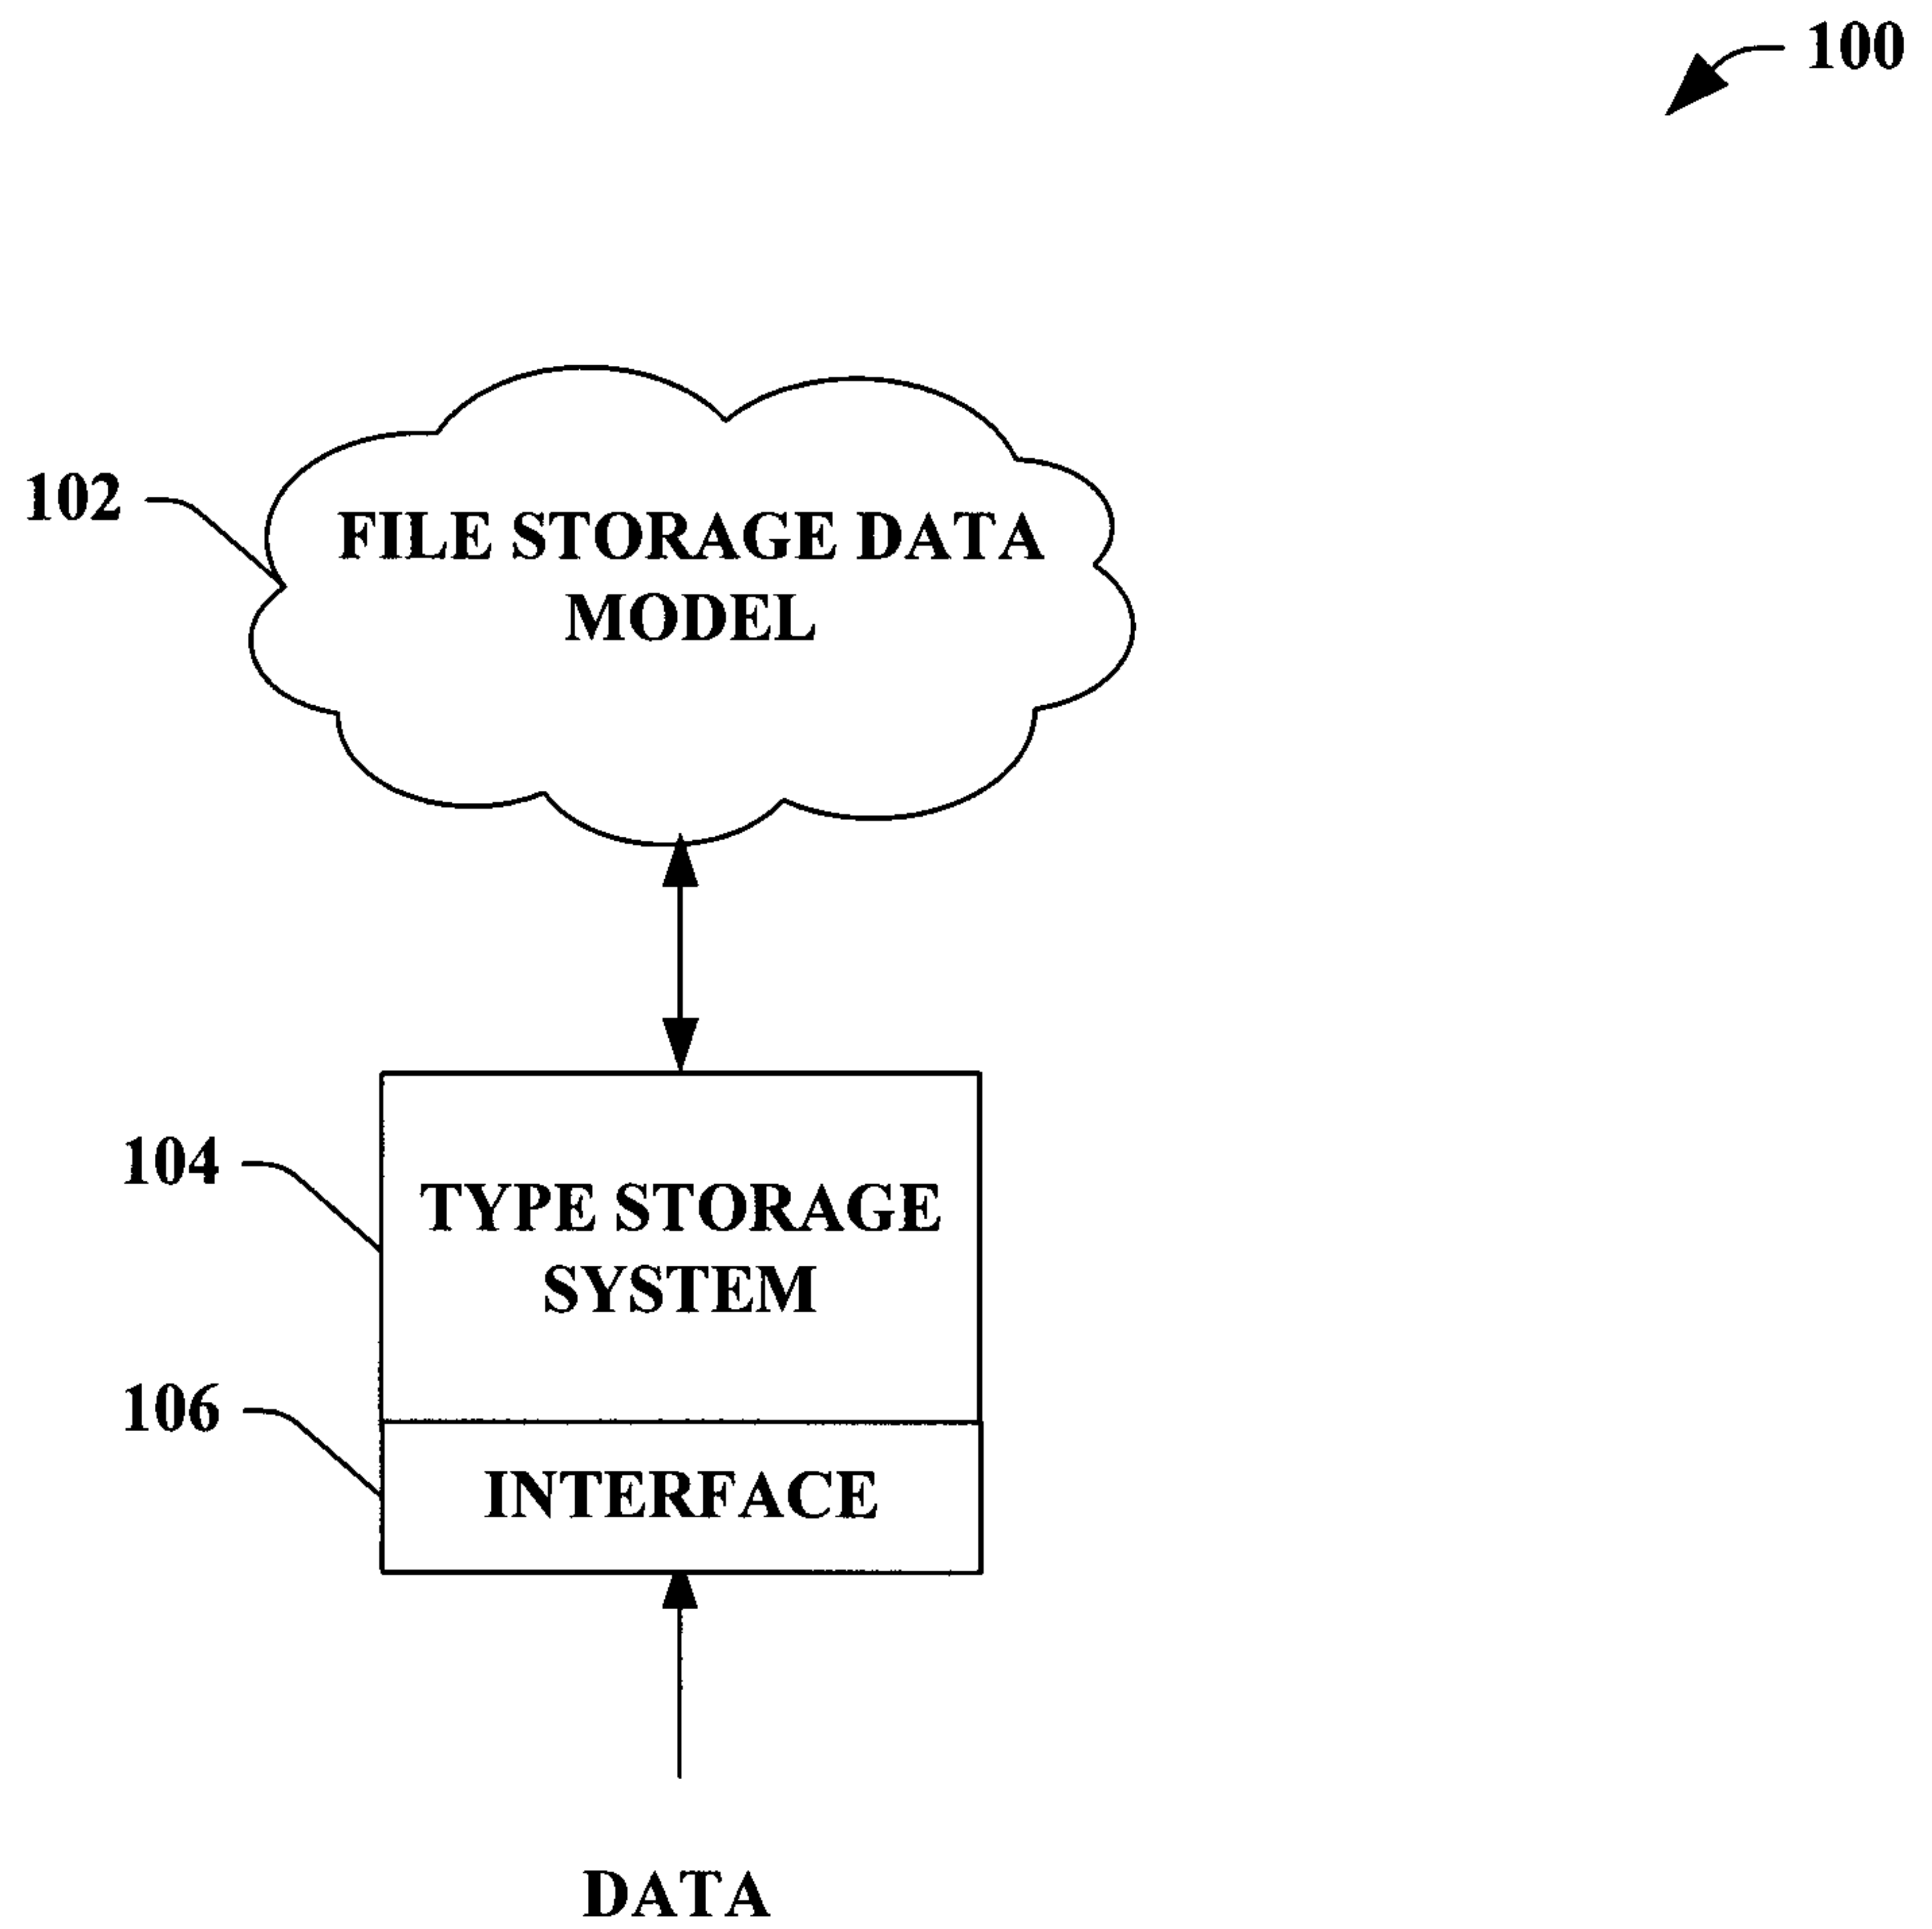 100
102
FILE STORAGE DATA
MODEL
104
TYPE STORAGE
SYSTEM
106
INTERFACE
DATA